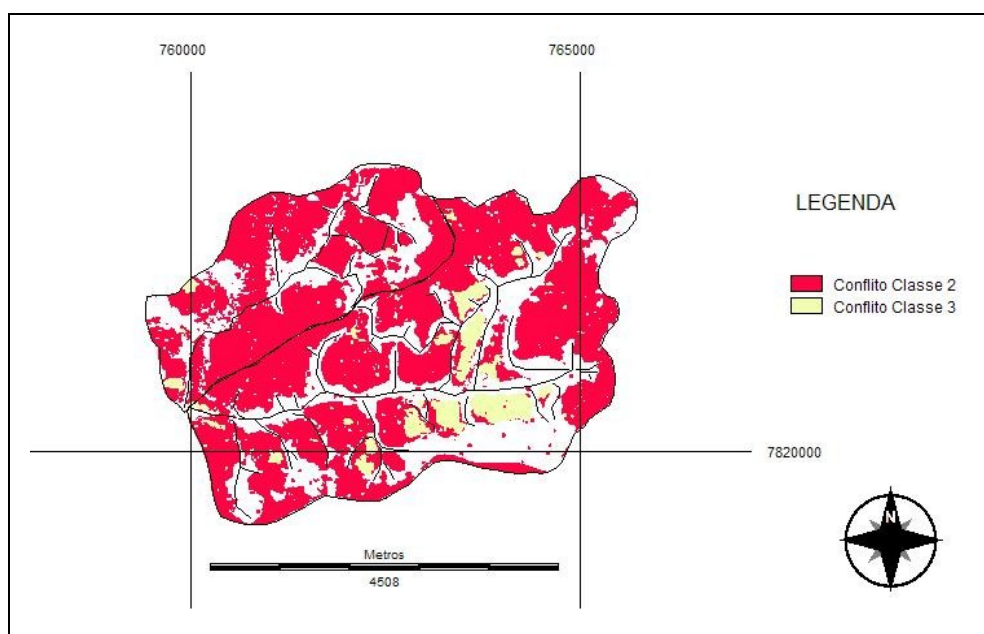 760000
765000
LEGENDA
Conflito Classe 2
Conflito Classe 3
7820000
N
Metros
4508